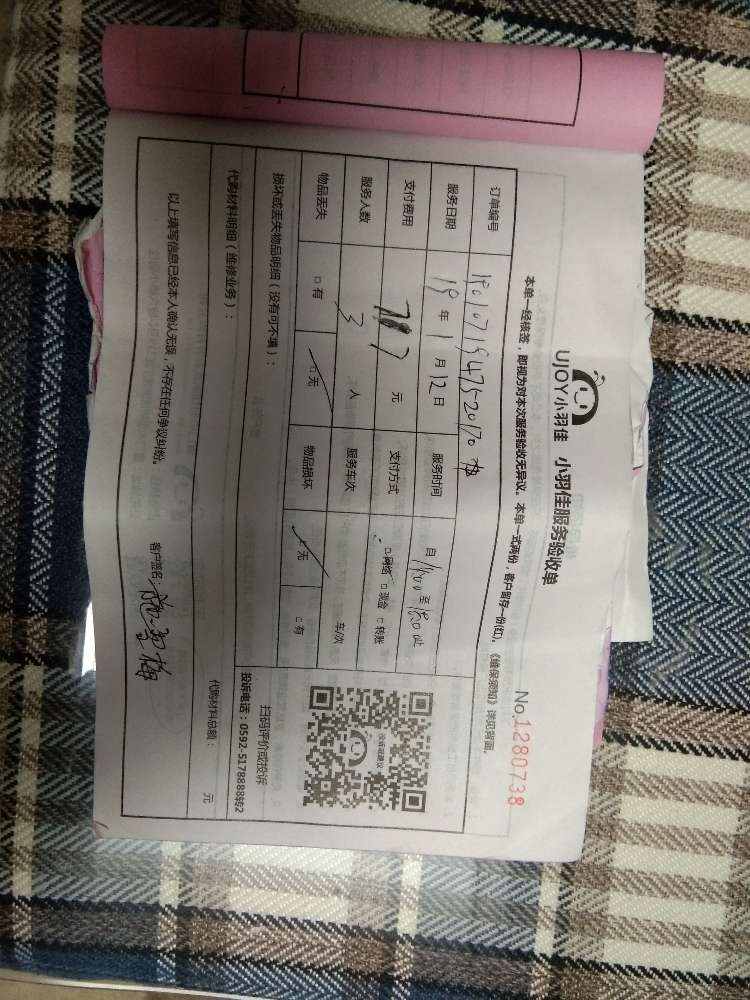 UJOY小羽佳 小羽佳服务验收单
No.1280738
本单一经核签，即视为对本次服务验收无异议。本单一式两份，客户留存一份(红)。《维保须知》详见背面。
订单编号
服务日期 19年1月12日 服务时间 自 至
支付费用 元 支付方式 □网络 □现金 □转账
服务人数 3 人 服务车次 车/次
物品丢失 □有 □无 物品损坏 □无 □有
扫码评价或投诉
投诉电话：0592-5178888转2
损坏或丢失物品明细（没有可不填）：
代购材料明细（维修业务）： 代购材料总额： 元
以上填写信息已经本人确认无误，不存在任何争议纠纷。 客户签名：